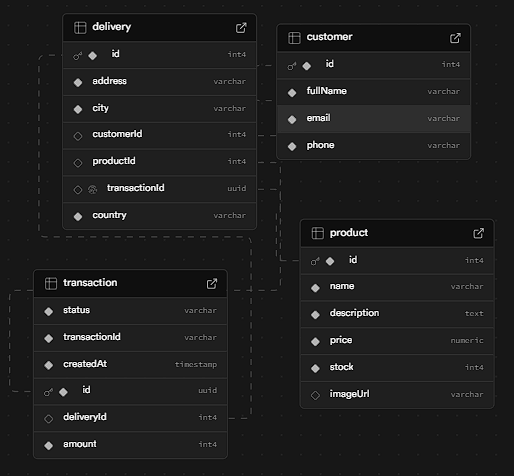 delivery
id int4
address varchar
city varchar
customerId int4
productId int4
transactionId uuid
country varchar
customer
id int4
fullName varchar
email varchar
phone varchar
product
id int4
name varchar
description text
price numeric
stock int4
imageUrl varchar
transaction
status varchar
transactionId varchar
createdAt timestamp
id uuid
deliveryId int4
amount int4